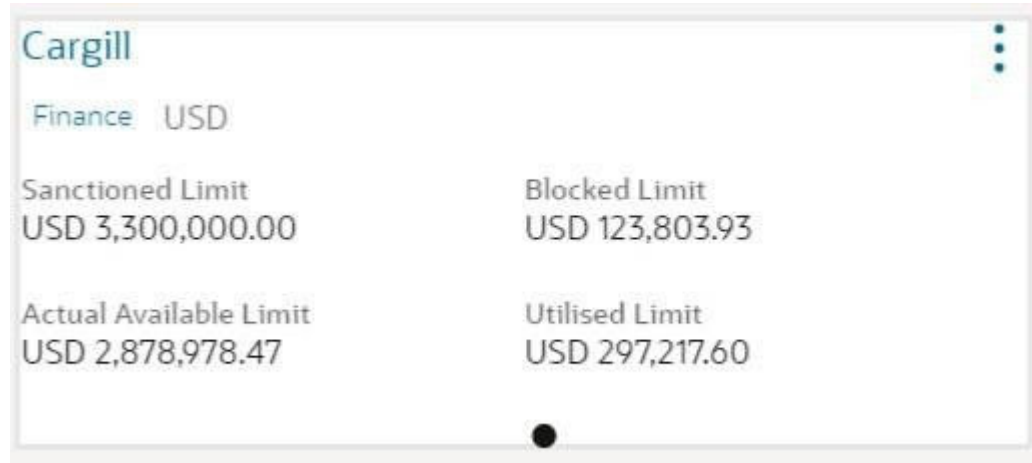 Cargill
Finance USD
Sanctioned Limit
USD 3,300,000.00
Blocked Limit
USD 123,803.93
Actual Available Limit
USD 2,878,978.47
Utilised Limit
USD 297,217.60